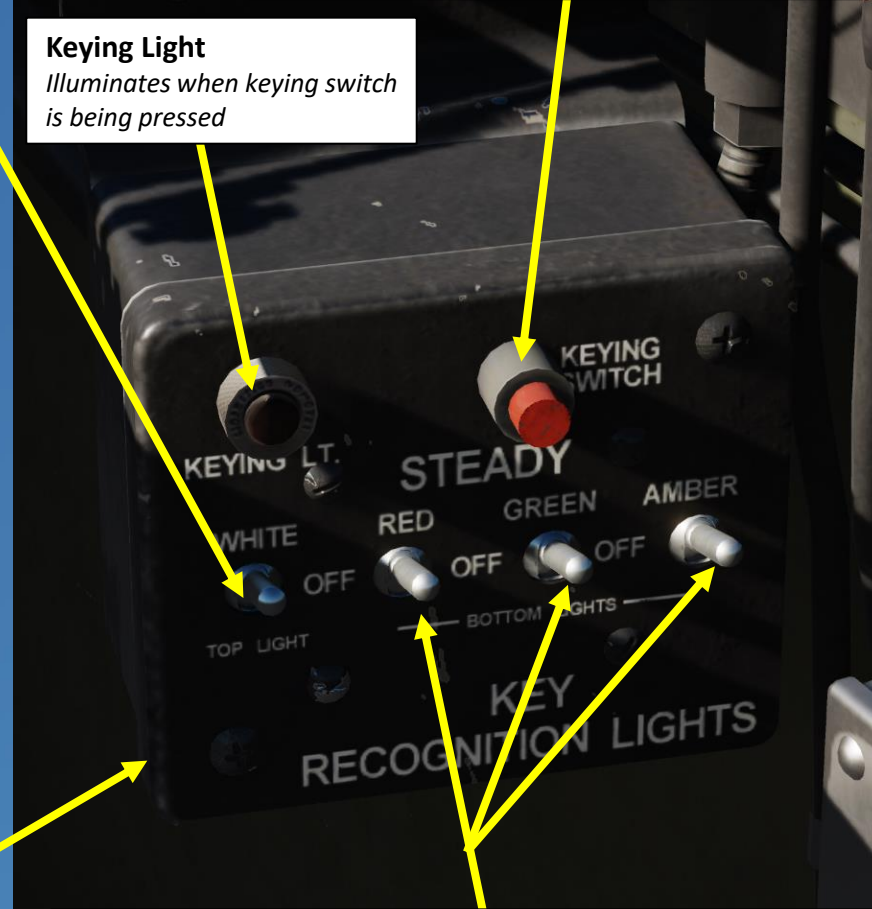 Keying Light
Illuminates when keying switch
is being pressed
KEYING
SWITCH
KEYING LT.
STEADY
WHITE RED GREEN AMBER
OFF OFF OFF
TOP LIGHT BOTTOM LIGHTS
KEY
RECOGNITION LIGHTS